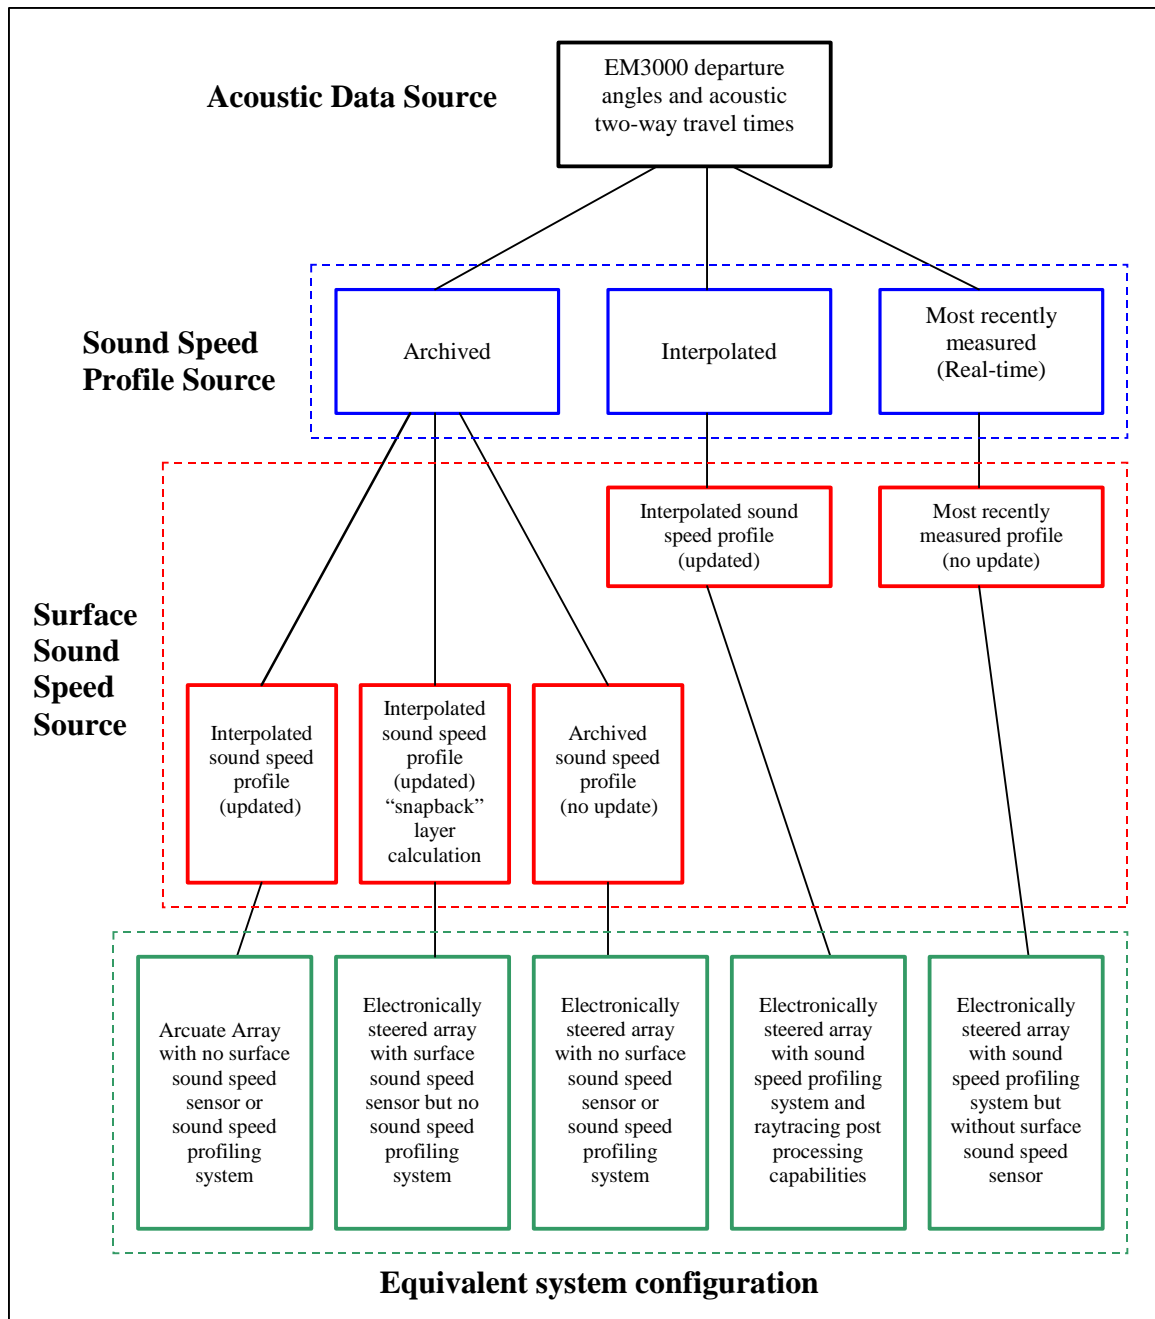 Acoustic Data Source
EM3000 departure
angles and acoustic
two-way travel times
Sound Speed
Profile Source
Archived
Interpolated
Most recently
measured
(Real-time)
Surface
Sound
Speed
Source
Interpolated sound
speed profile
(updated)
Most recently
measured profile
(no update)
Interpolated
sound speed
profile
(updated)
Interpolated
sound speed
profile
(updated)
“snapback”
layer
calculation
Archived
sound speed
profile
(no update)
Arcuate Array
with no surface
sound speed
sensor or
sound speed
profiling
system
Electronically
steered array
with surface
sound speed
sensor but no
sound speed
profiling
system
Electronically
steered array
with no surface
sound speed
sensor or
sound speed
profiling
system
Electronically
steered array
with sound
speed profiling
system and
raytracing post
processing
capabilities
Electronically
steered array
with sound
speed profiling
system but
without surface
sound speed
sensor
Equivalent system configuration